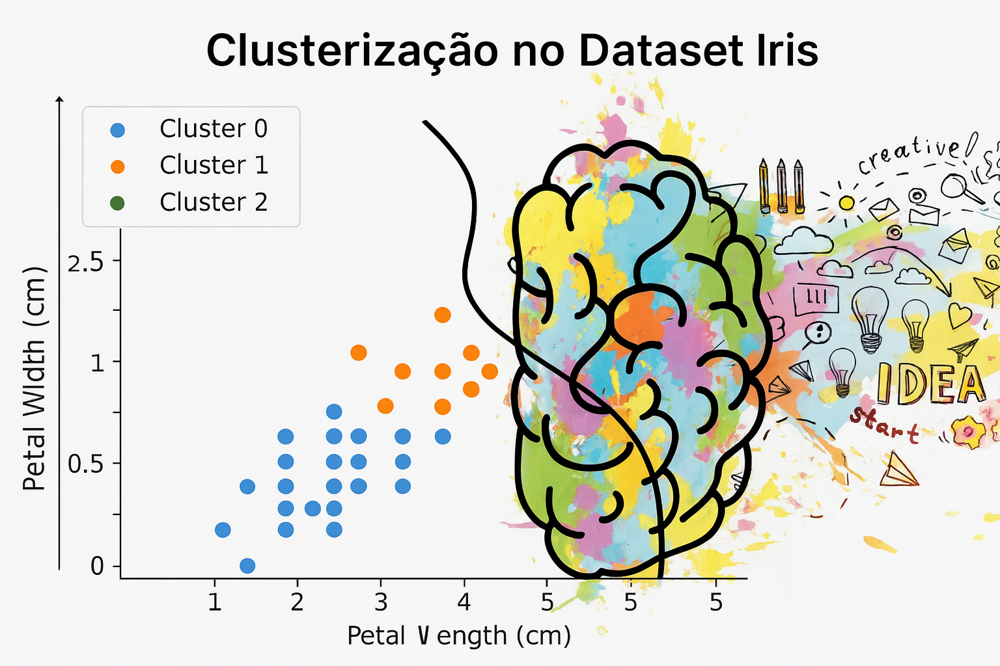 Clusterização no Dataset Iris
Cluster 0
Cluster 1
Cluster 2
creative!
2.5
1
0.5
0
Petal WIdth (cm)
IDEA
start
1 2 3 4 5 5 5
Petal V ength (cm)